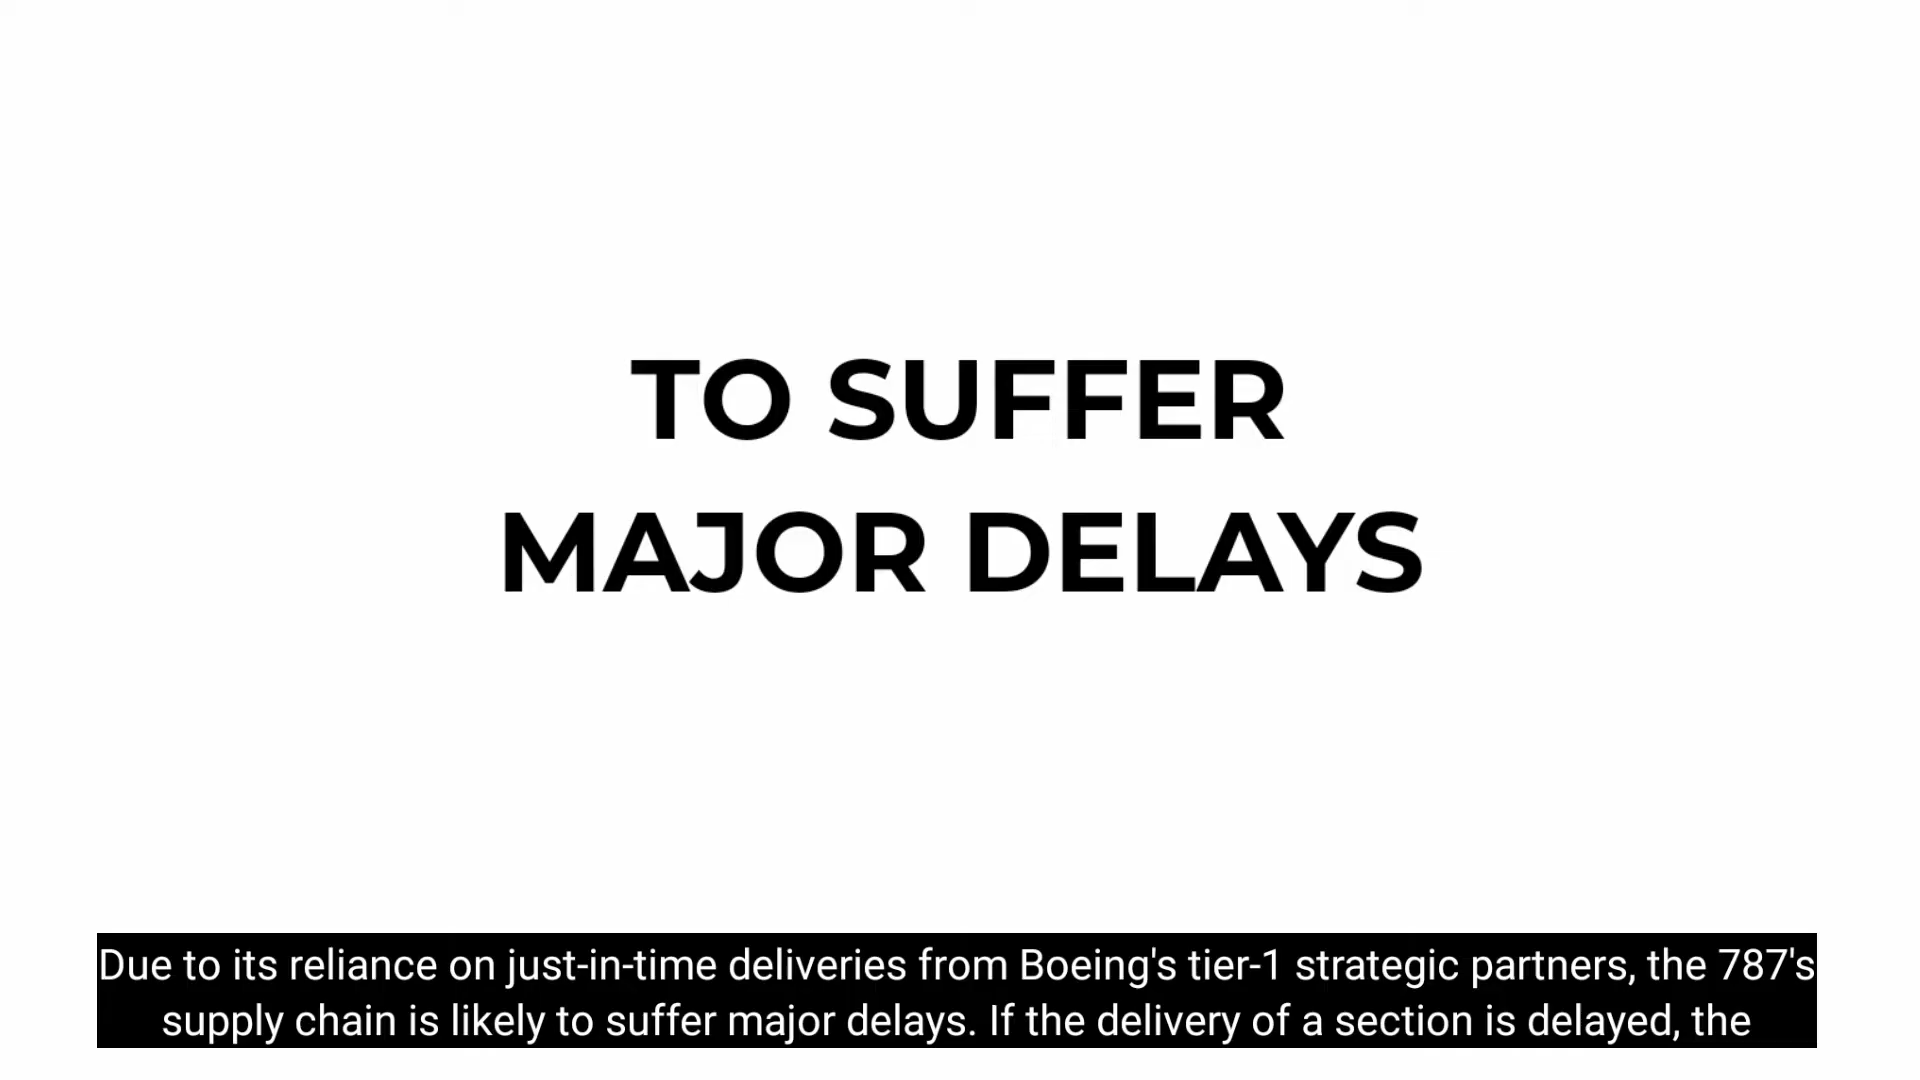 TO SUFFER
MAJOR DELAYS
Due to its reliance on just-in-time deliveries from Boeing's tier-1 strategic partners, the 787's
supply chain is likely to suffer major delays. If the delivery of a section is delayed, the